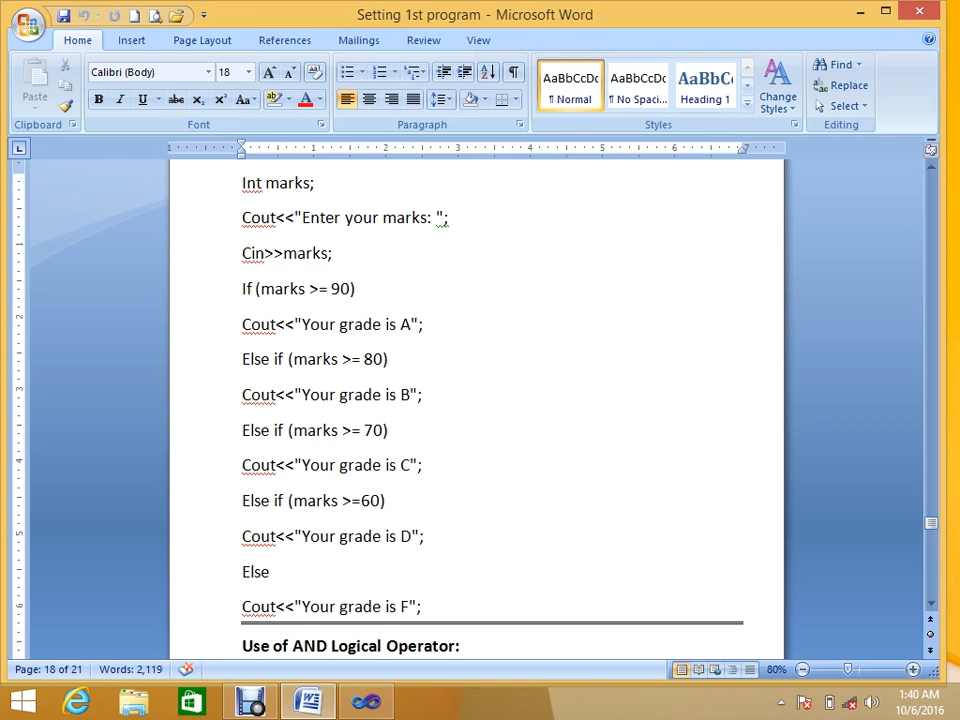 Setting 1st program - Microsoft Word
Home Insert Page Layout References Mailings Review View
Paste
Calibri (Body) 18
AaBbCcDc AaBbCcDc AaBbC
¶ Normal ¶ No Spaci... Heading 1
Change Styles
Find
Replace
Select
Clipboard Font Paragraph Styles Editing
Int marks;
Cout<<"Enter your marks: ";
Cin>>marks;
If (marks >= 90)
Cout<<"Your grade is A";
Else if (marks >= 80)
Cout<<"Your grade is B";
Else if (marks >= 70)
Cout<<"Your grade is C";
Else if (marks >=60)
Cout<<"Your grade is D";
Else
Cout<<"Your grade is F";
Use of AND Logical Operator:
Page: 18 of 21 Words: 2,119 80%
1:40 AM
10/6/2016